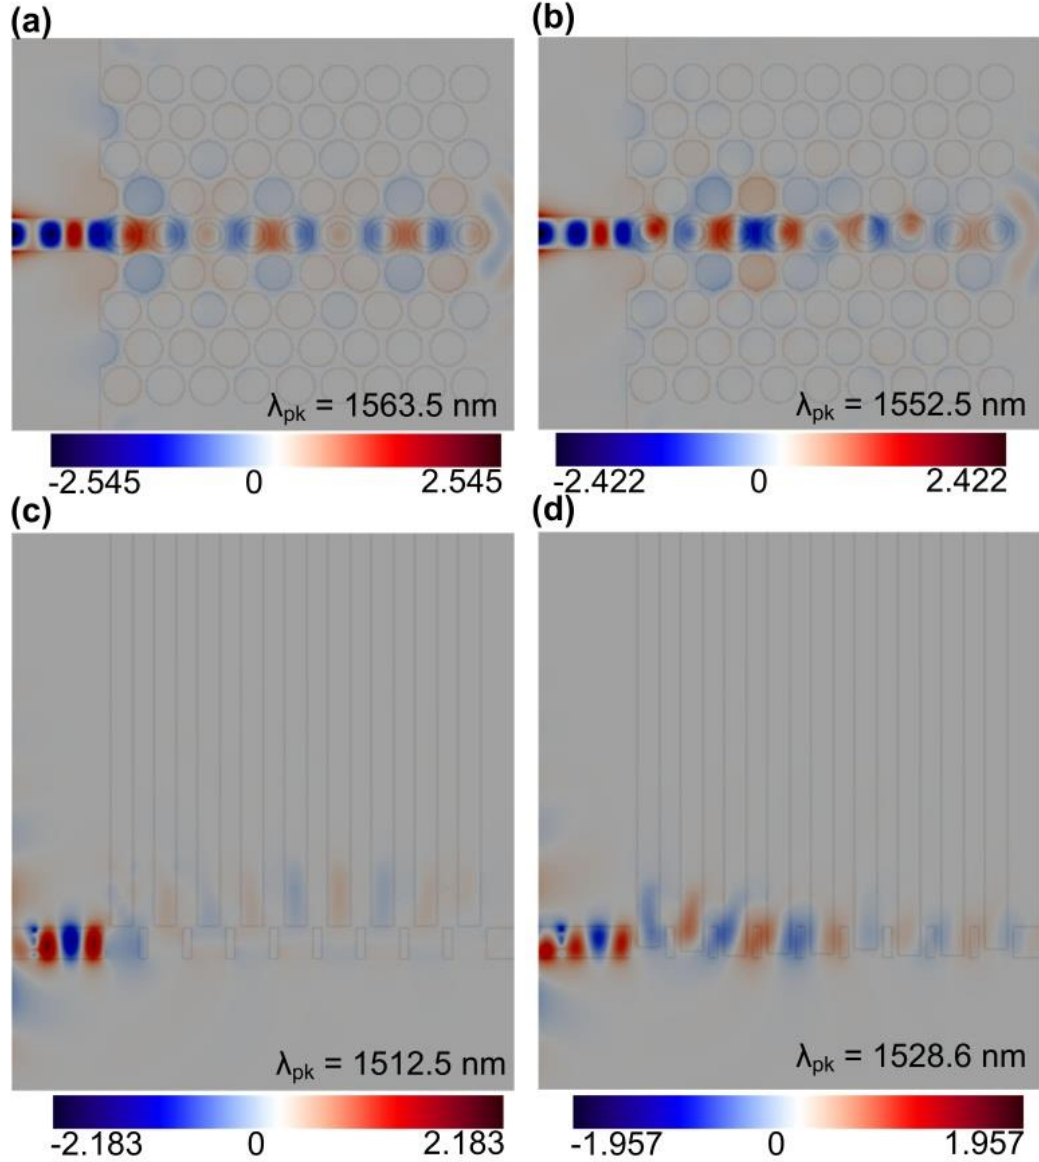 (a) (b)
λpk = 1563.5 nm λpk = 1552.5 nm
-2.545 0 2.545 -2.422 0 2.422
(c) (d)
λpk = 1512.5 nm λpk = 1528.6 nm
-2.183 0 2.183 -1.957 0 1.957